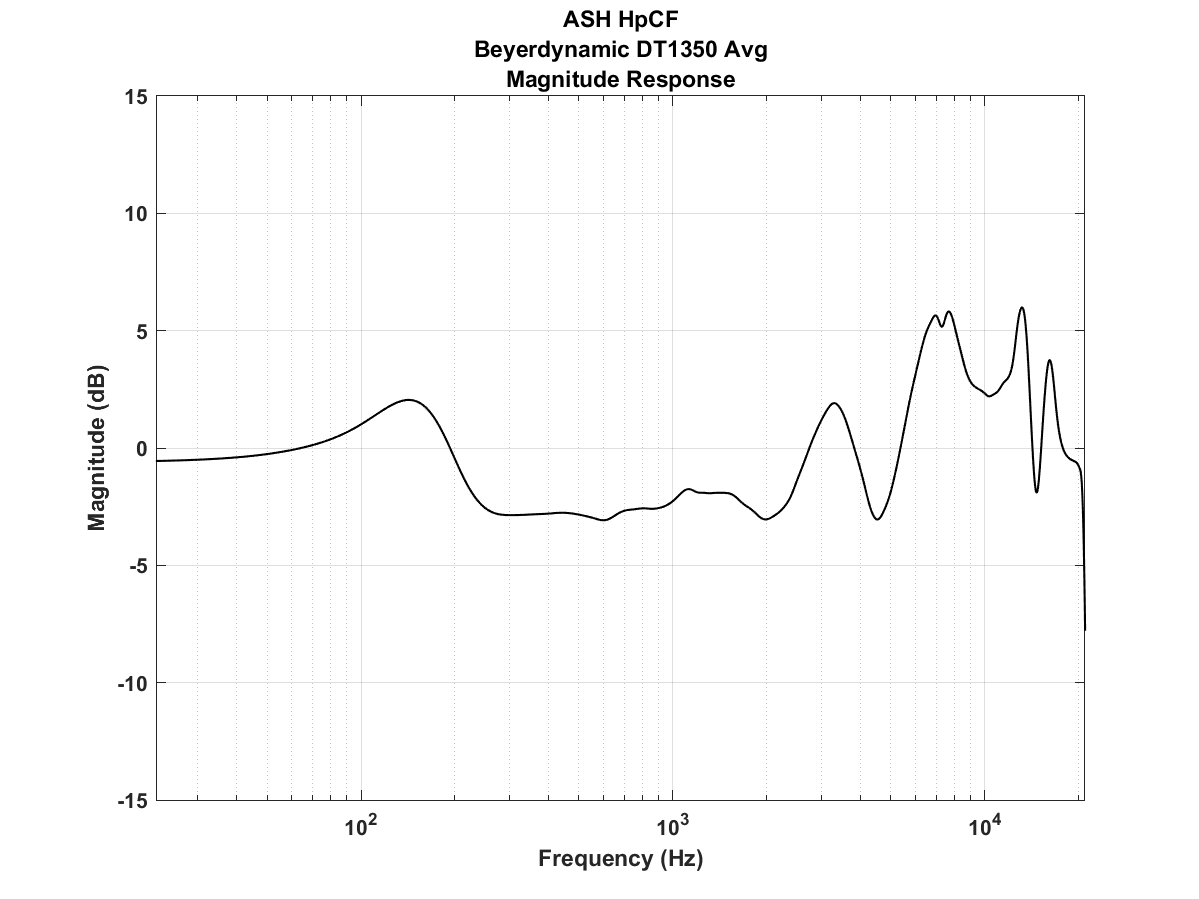 ASH HpCF
Beyerdynamic DT1350 Avg
Magnitude Response
15
10
5
0
-5
-10
-15
Magnitude (dB)
10²
10³
10⁴
Frequency (Hz)